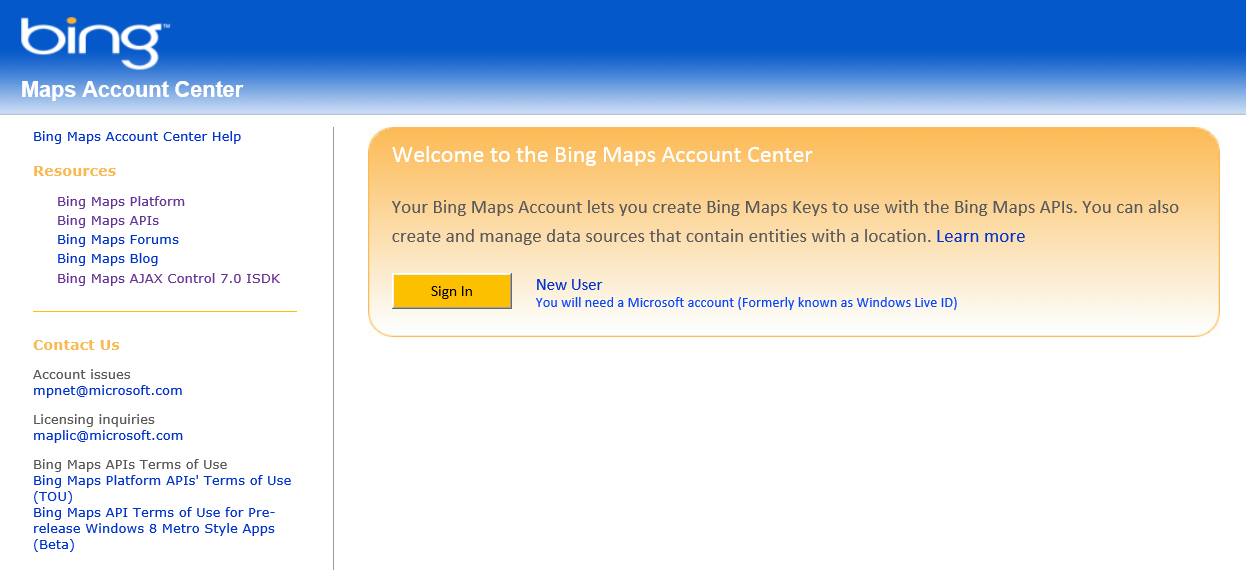 bing™
Maps Account Center
Bing Maps Account Center Help
Resources
Bing Maps Platform
Bing Maps APIs
Bing Maps Forums
Bing Maps Blog
Bing Maps AJAX Control 7.0 ISDK
Contact Us
Account issues
mpnet@microsoft.com
Licensing inquiries
maplic@microsoft.com
Bing Maps APIs Terms of Use
Bing Maps Platform APIs' Terms of Use
(TOU)
Bing Maps API Terms of Use for Pre-
release Windows 8 Metro Style Apps
(Beta)
Welcome to the Bing Maps Account Center
Your Bing Maps Account lets you create Bing Maps Keys to use with the Bing Maps APIs. You can also
create and manage data sources that contain entities with a location. Learn more
Sign In
New User
You will need a Microsoft account (Formerly known as Windows Live ID)